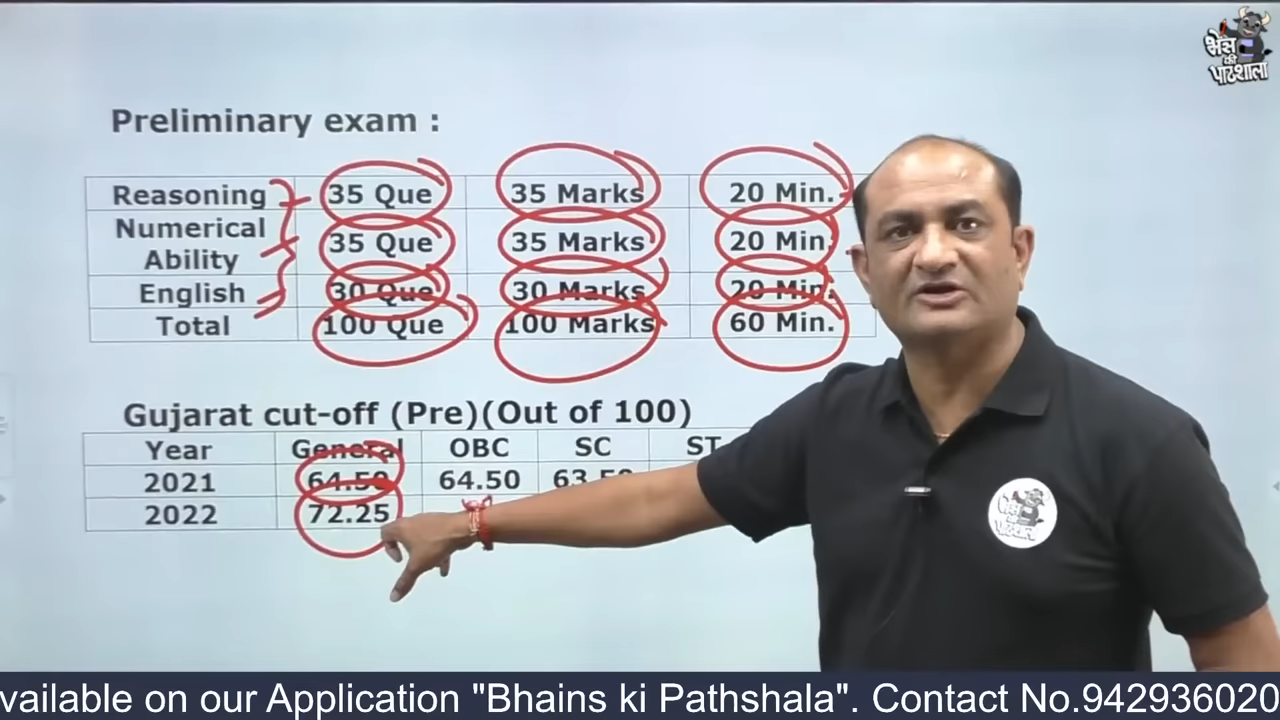 भैंस
की
पाठशाला
Preliminary exam :
Reasoning 35 Que 35 Marks 20 Min.
Numerical Ability 35 Que 35 Marks 20 Min.
English 30 Que 30 Marks 20 Min.
Total 100 Que 100 Marks 60 Min.
Gujarat cut-off (Pre)(Out of 100)
Year General OBC SC ST
2021 64.50 64.50 63.50
2022 72.25
vailable on our Application "Bhains ki Pathshala". Contact No.942936020